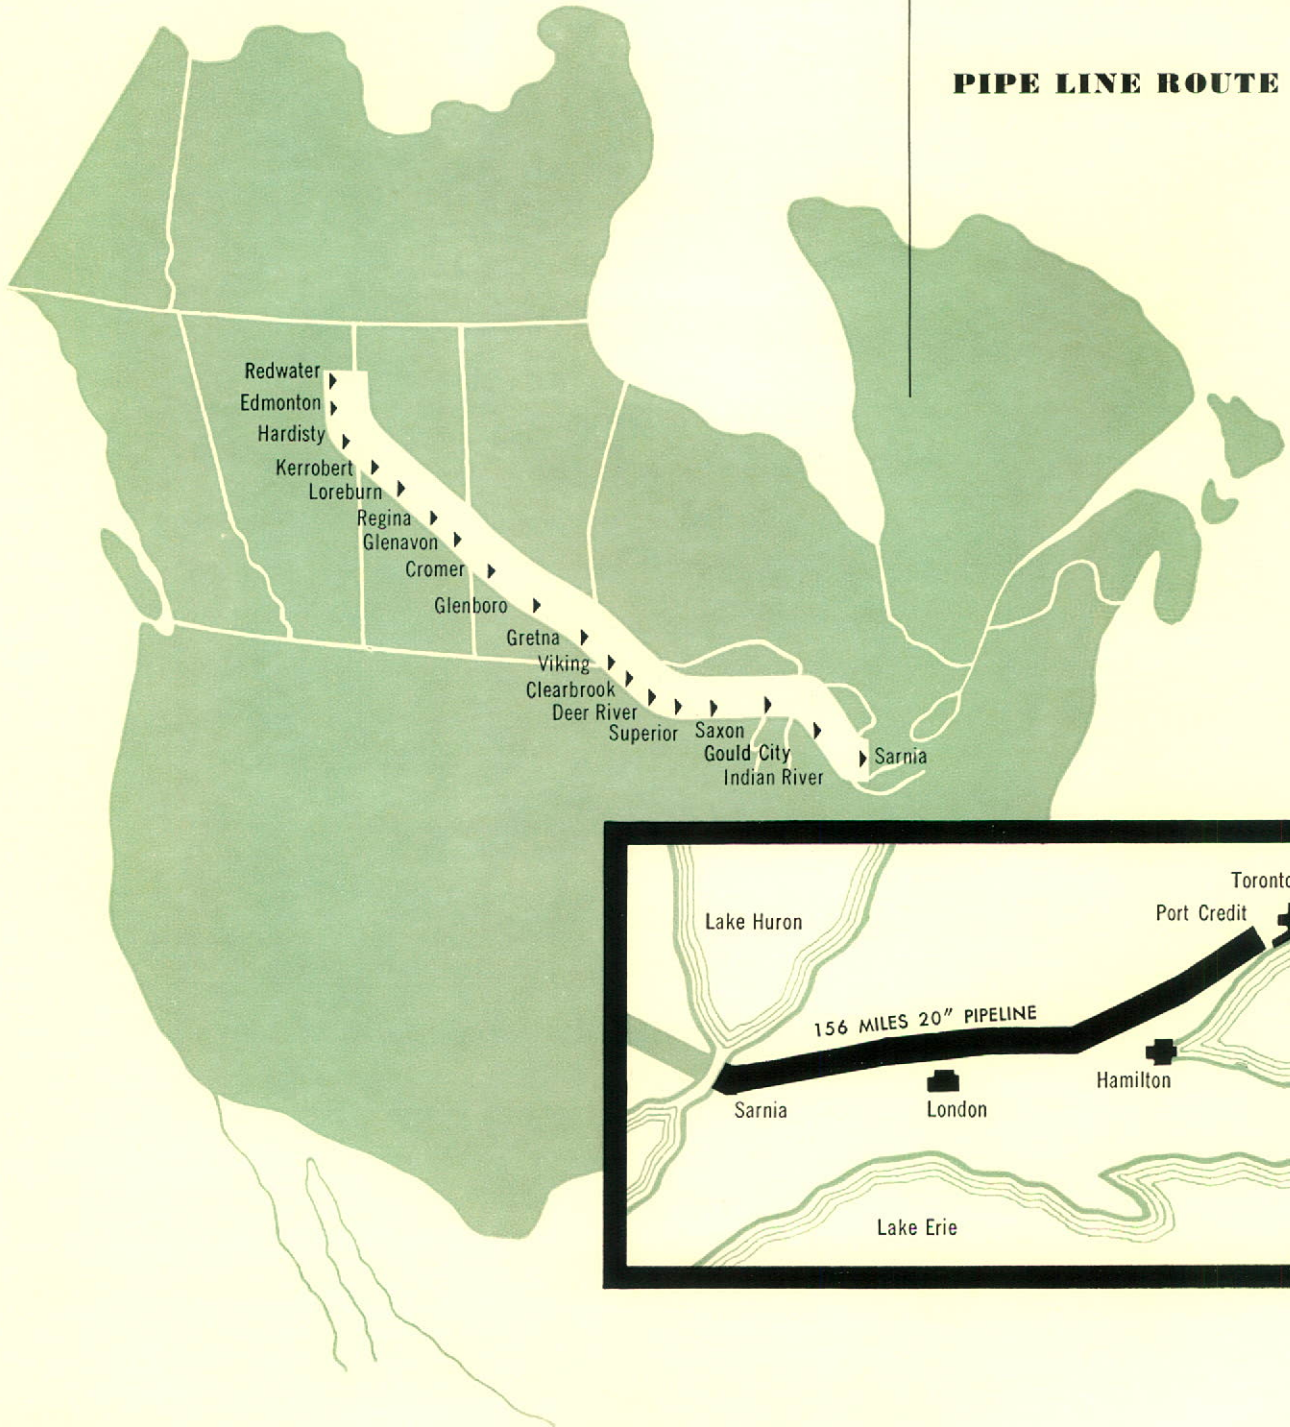 PIPE LINE ROUTE
Redwater
Edmonton
Hardisty
Kerrobert
Loreburn
Regina
Glenavon
Cromer
Glenboro
Gretna
Viking
Clearbrook
Deer River
Superior
Saxon
Gould City
Indian River
Sarnia
Toronto
Port Credit
Lake Huron
156 MILES 20" PIPELINE
Hamilton
Sarnia
London
Lake Erie